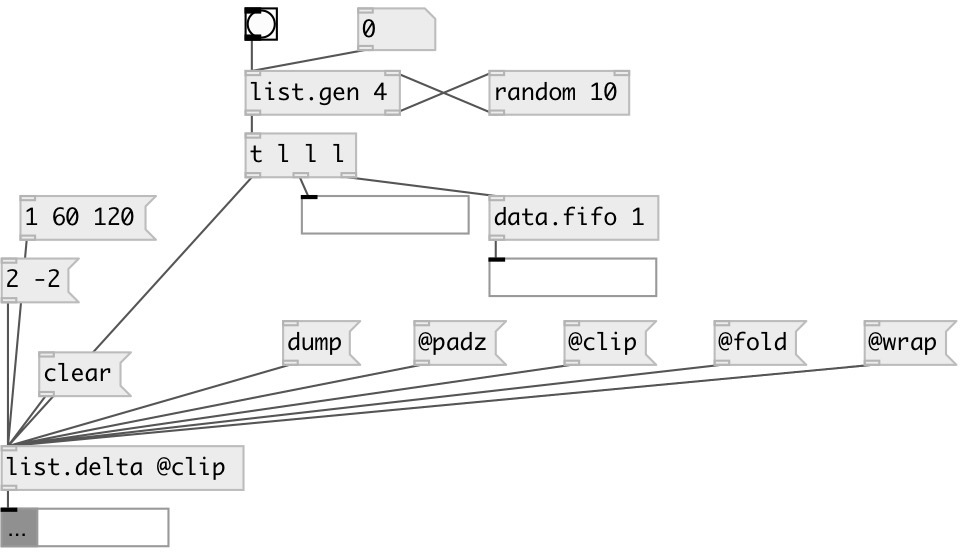 0
list.gen 4
random 10
t l l l
1 60 120
data.fifo 1
2 -2
dump
@padz
@clip
@fold
@wrap
clear
list.delta @clip
...